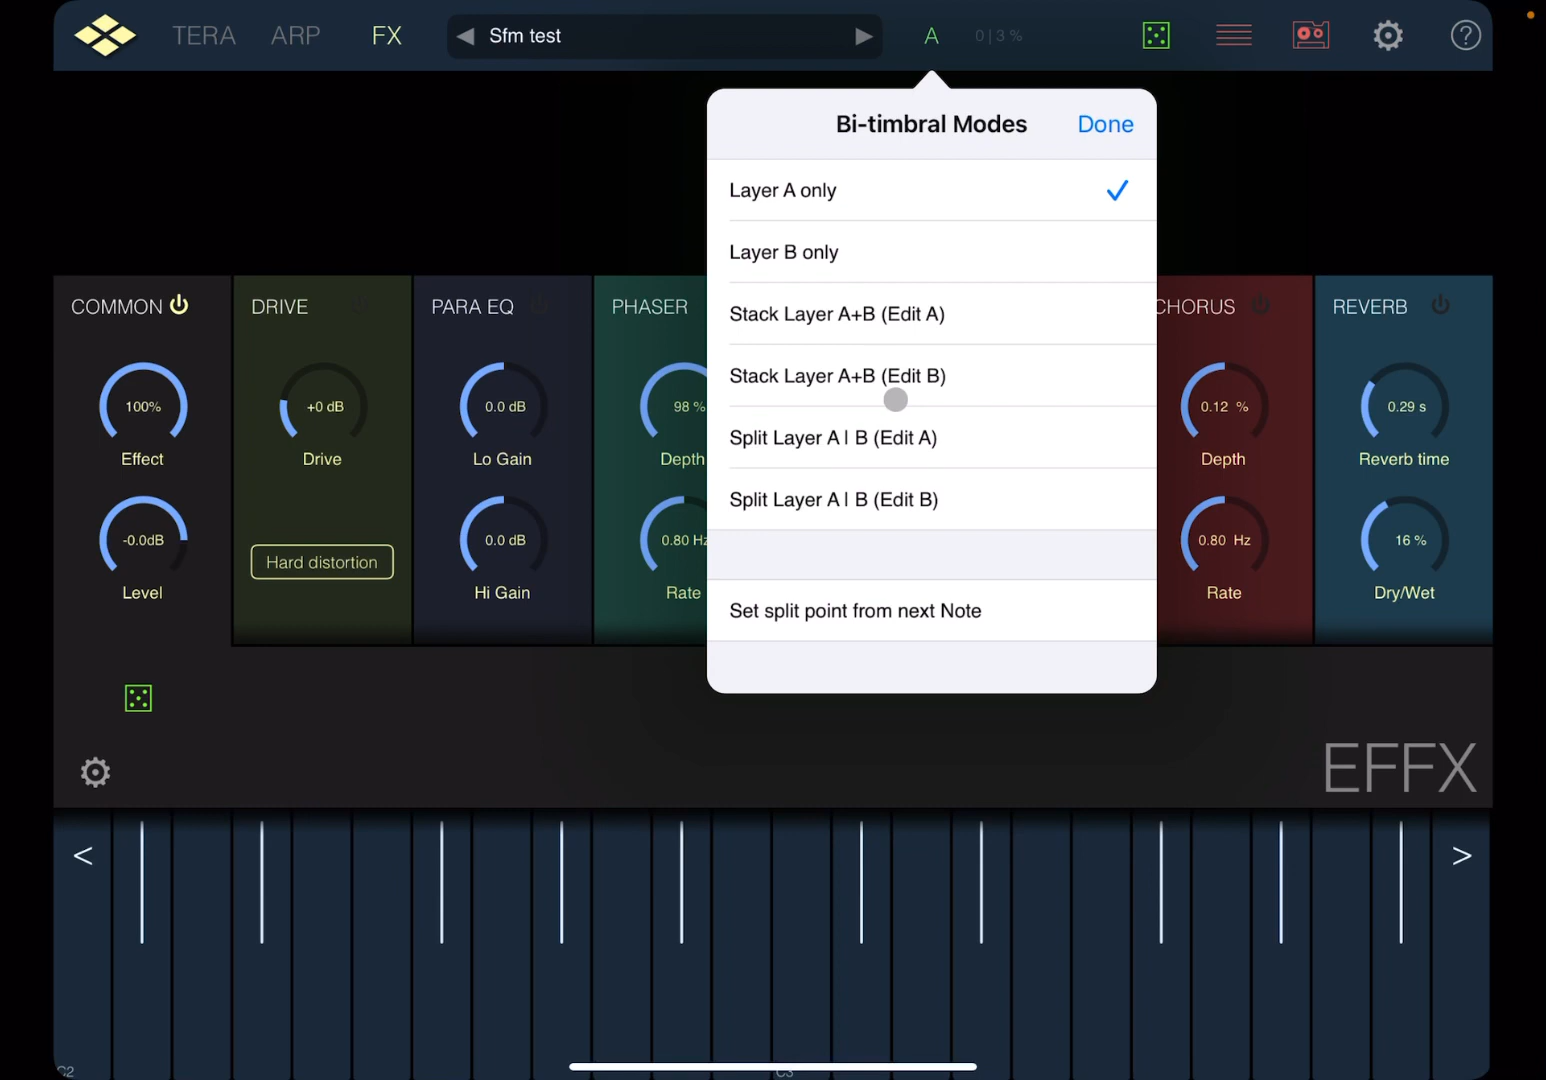 TERA ARP FX ◀ Sfm test ▶ A 0|3 % ?
Bi-timbral Modes Done
Layer A only ✓
Layer B only
Stack Layer A+B (Edit A)
Stack Layer A+B (Edit B)
Split Layer A | B (Edit A)
Split Layer A | B (Edit B)
Set split point from next Note
COMMON
100%
Effect
-0.0dB
Level
DRIVE
+0 dB
Drive
Hard distortion
PARA EQ
0.0 dB
Lo Gain
0.0 dB
Hi Gain
PHASER
98 %
Depth
0.80 Hz
Rate
CHORUS
0.12 %
Depth
0.80 Hz
Rate
REVERB
0.29 s
Reverb time
16 %
Dry/Wet
EFFX
< >
C2 C3